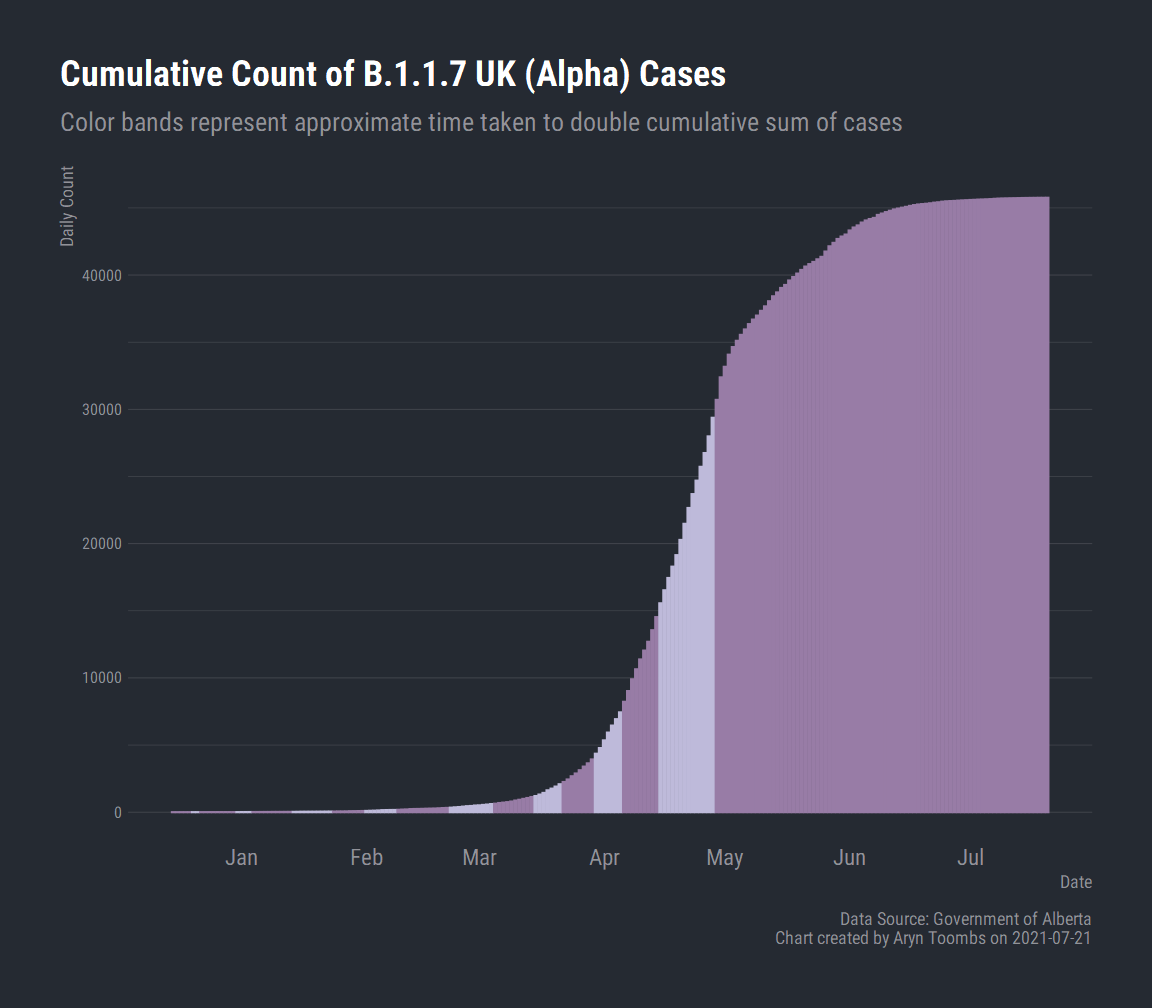 Cumulative Count of B.1.1.7 UK (Alpha) Cases
Color bands represent approximate time taken to double cumulative sum of cases
Daily Count
40000
30000
20000
10000
0
Jan Feb Mar Apr May Jun Jul
Date
Data Source: Government of Alberta
Chart created by Aryn Toombs on 2021-07-21